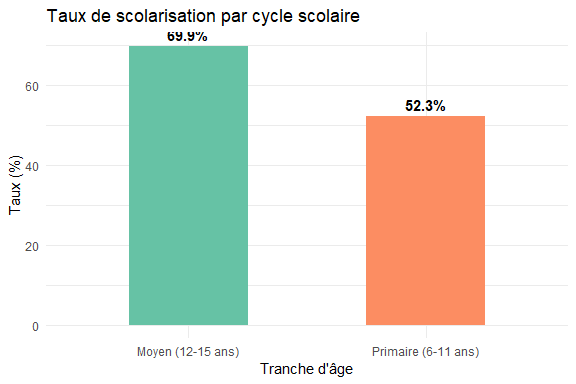 Taux de scolarisation par cycle scolaire
69.9%
52.3%
60
40
20
0
Taux (%)
Moyen (12-15 ans)
Primaire (6-11 ans)
Tranche d'âge